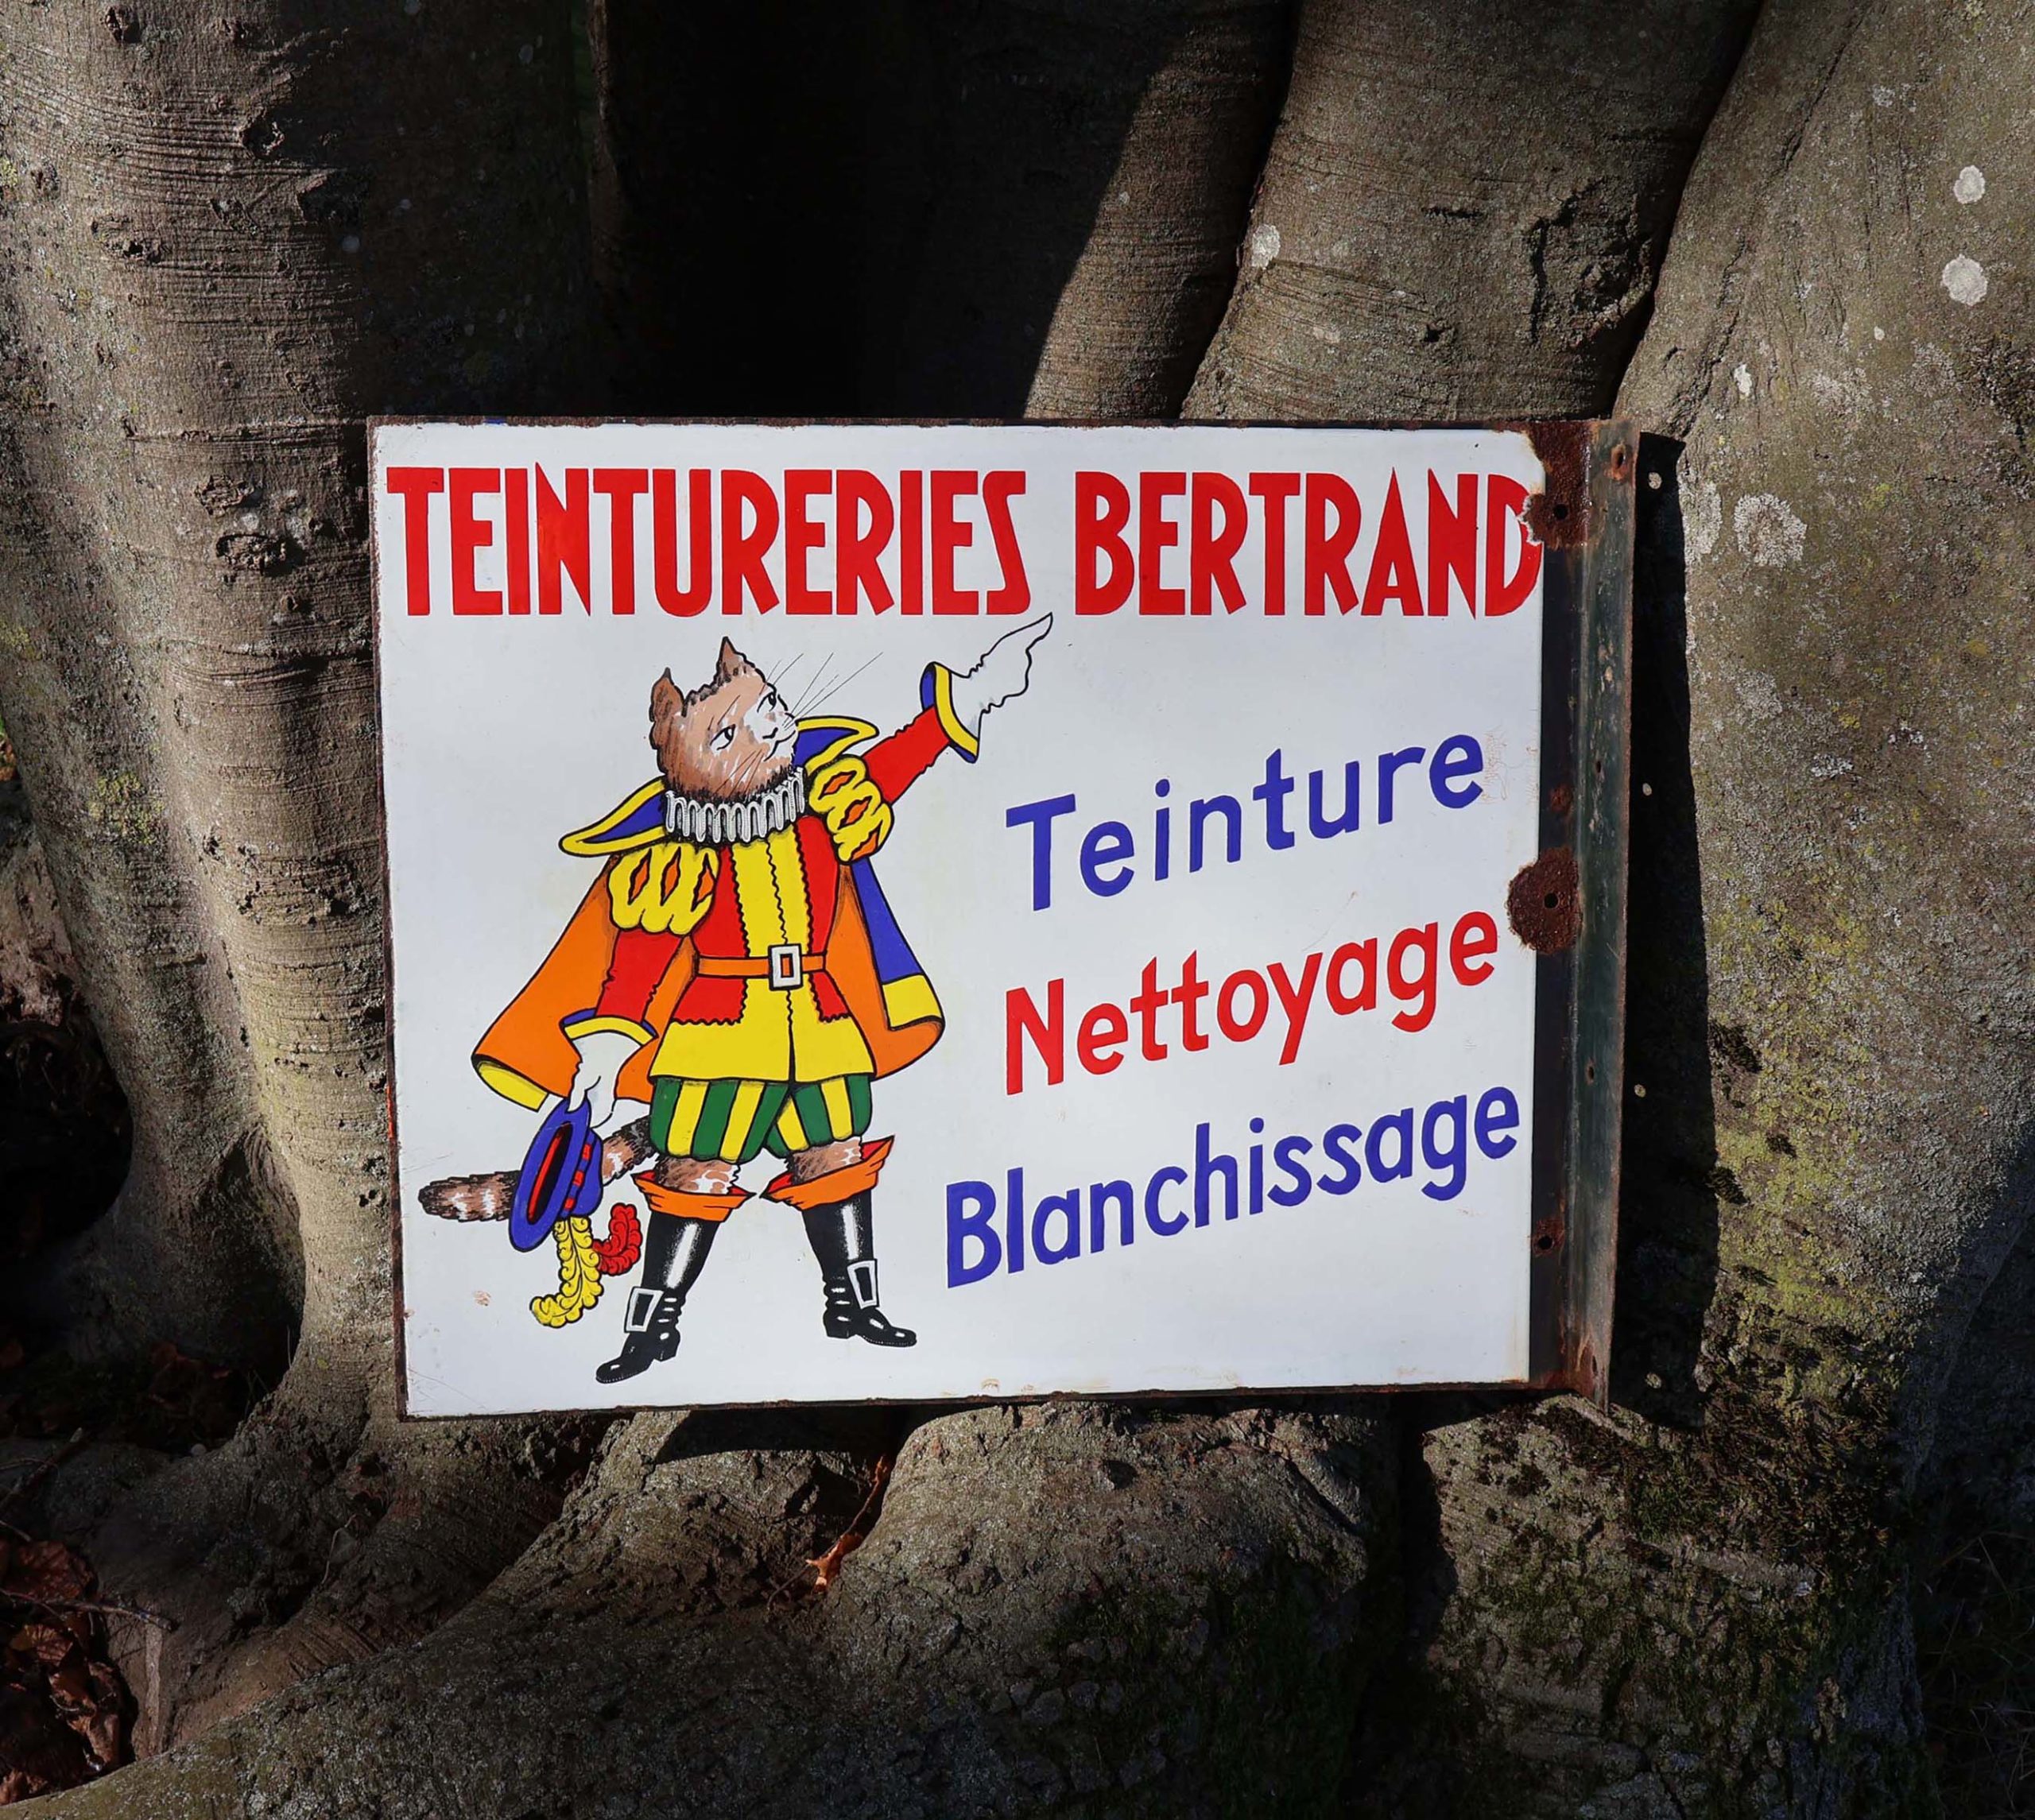 TEINTURERIES BERTRAND
Teinture
Nettoyage
Blanchissage